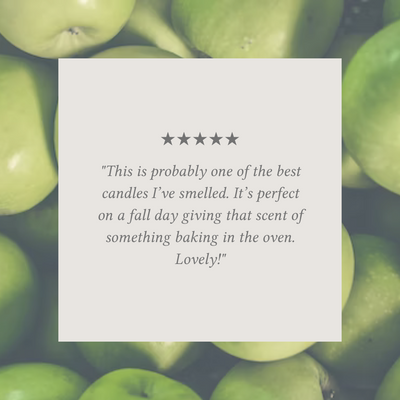 ★★★★★
"This is probably one of the best
candles I’ve smelled. It’s perfect
on a fall day giving that scent of
something baking in the oven.
Lovely!"